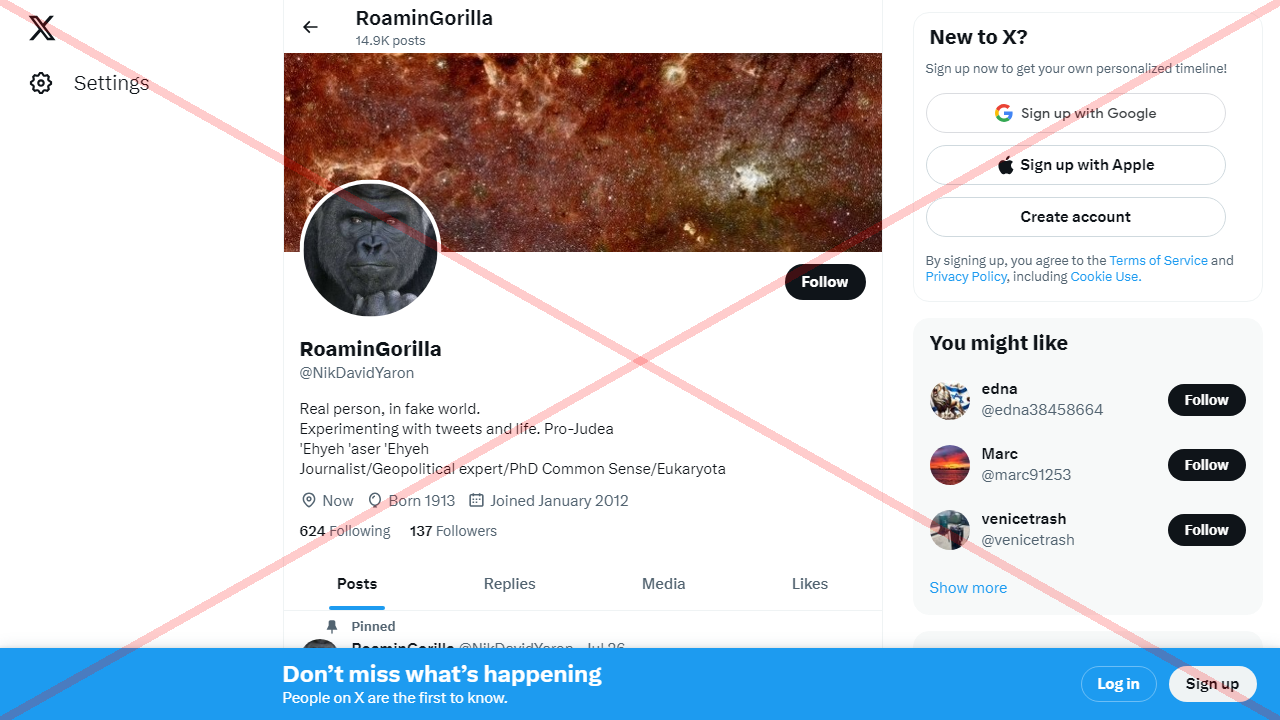 Settings
RoaminGorilla
14.9K posts
Follow
RoaminGorilla
@NikDavidYaron
Real person, in fake world.
Experimenting with tweets and life. Pro-Judea
'Ehyeh 'aser 'Ehyeh
Journalist/Geopolitical expert/PhD Common Sense/Eukaryota
Now Born 1913 Joined January 2012
624 Following 137 Followers
Posts Replies Media Likes
Pinned
RoaminGorilla @NikDavidYaron · Jul 26
New to X?
Sign up now to get your own personalized timeline!
Sign up with Google
Sign up with Apple
Create account
By signing up, you agree to the Terms of Service and
Privacy Policy, including Cookie Use.
You might like
edna
@edna38458664
Follow
Marc
@marc91253
Follow
venicetrash
@venicetrash
Follow
Show more
Don’t miss what’s happening
People on X are the first to know.
Log in
Sign up